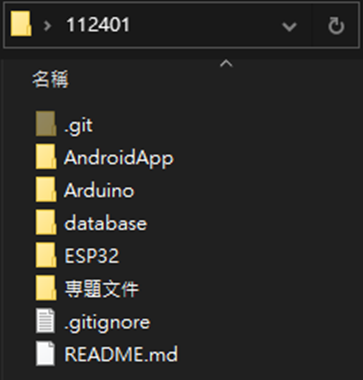 112401
名稱
.git
AndroidApp
Arduino
database
ESP32
專題文件
.gitignore
README.md